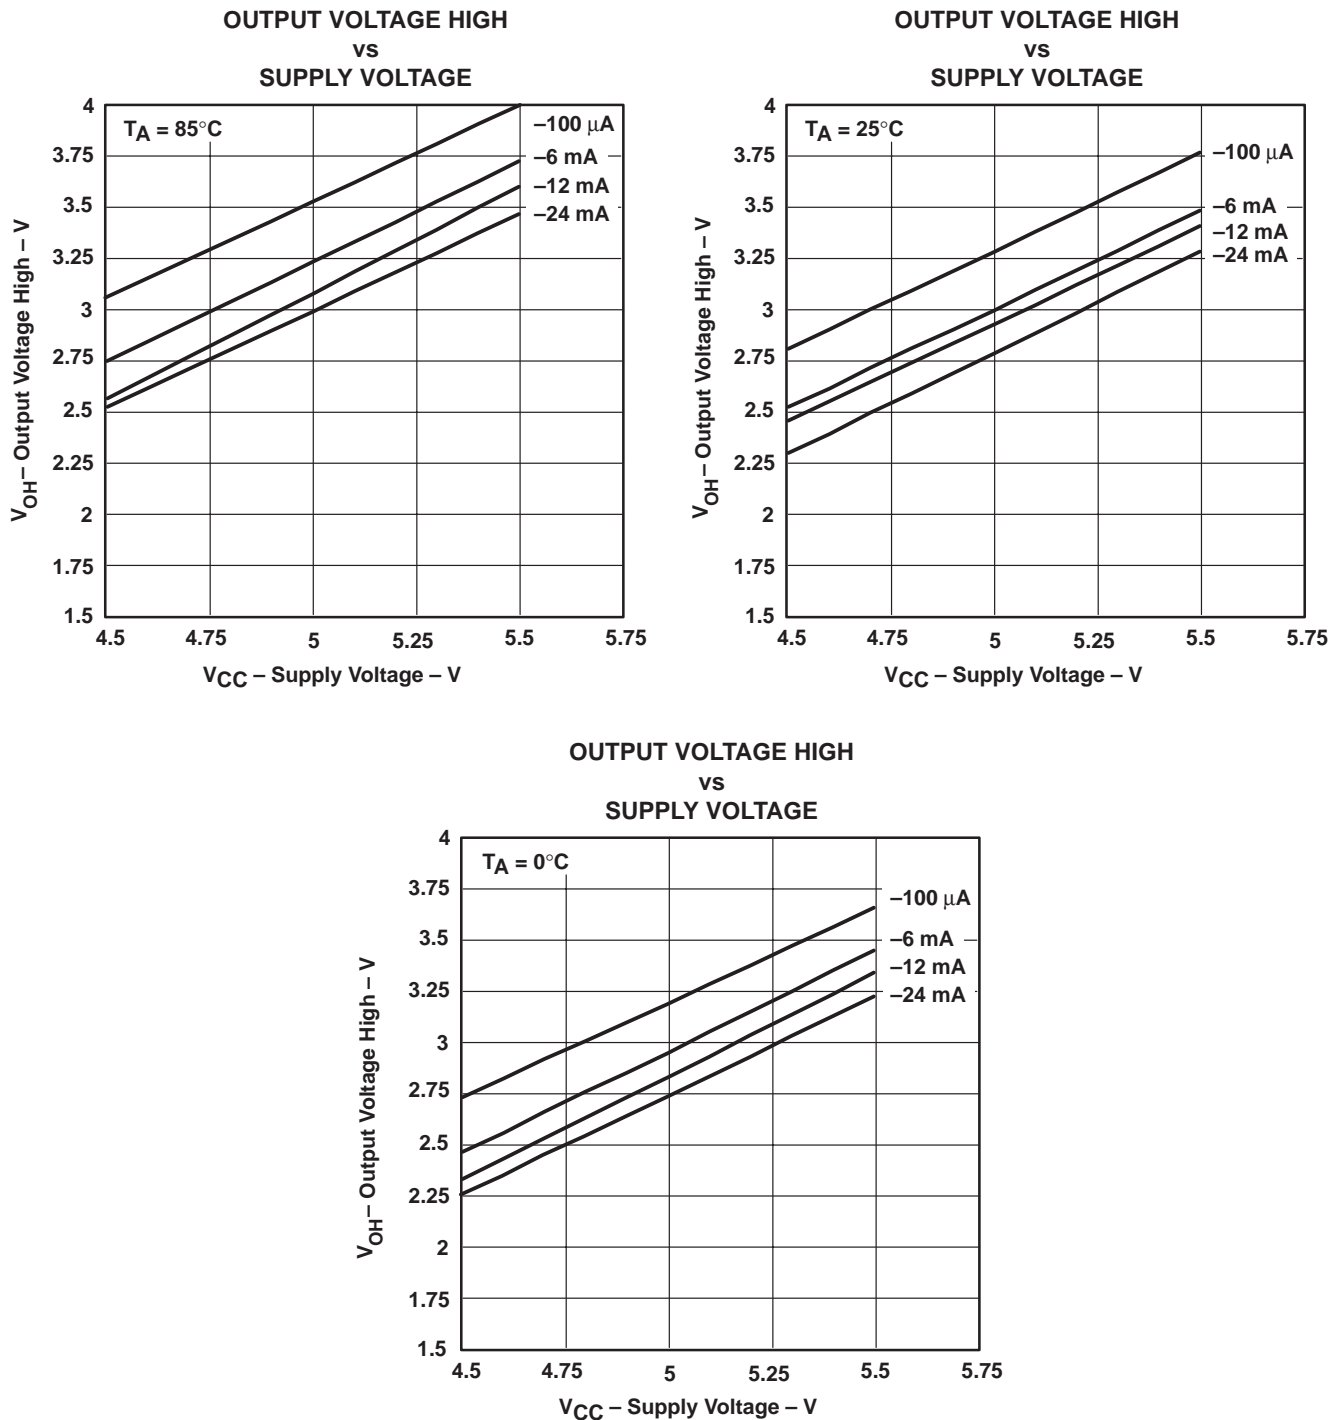 OUTPUT VOLTAGE HIGH
vs
SUPPLY VOLTAGE
TA = 85°C
–100 µA
–6 mA
–12 mA
–24 mA
4
3.75
3.5
3.25
3
2.75
2.5
2.25
2
1.75
1.5
VOH – Output Voltage High – V
4.5 4.75 5 5.25 5.5 5.75
VCC – Supply Voltage – V
OUTPUT VOLTAGE HIGH
vs
SUPPLY VOLTAGE
TA = 25°C
–100 µA
–6 mA
–12 mA
–24 mA
4
3.75
3.5
3.25
3
2.75
2.5
2.25
2
1.75
1.5
VOH – Output Voltage High – V
4.5 4.75 5 5.25 5.5 5.75
VCC – Supply Voltage – V
OUTPUT VOLTAGE HIGH
vs
SUPPLY VOLTAGE
TA = 0°C
–100 µA
–6 mA
–12 mA
–24 mA
4
3.75
3.5
3.25
3
2.75
2.5
2.25
2
1.75
1.5
VOH – Output Voltage High – V
4.5 4.75 5 5.25 5.5 5.75
VCC – Supply Voltage – V